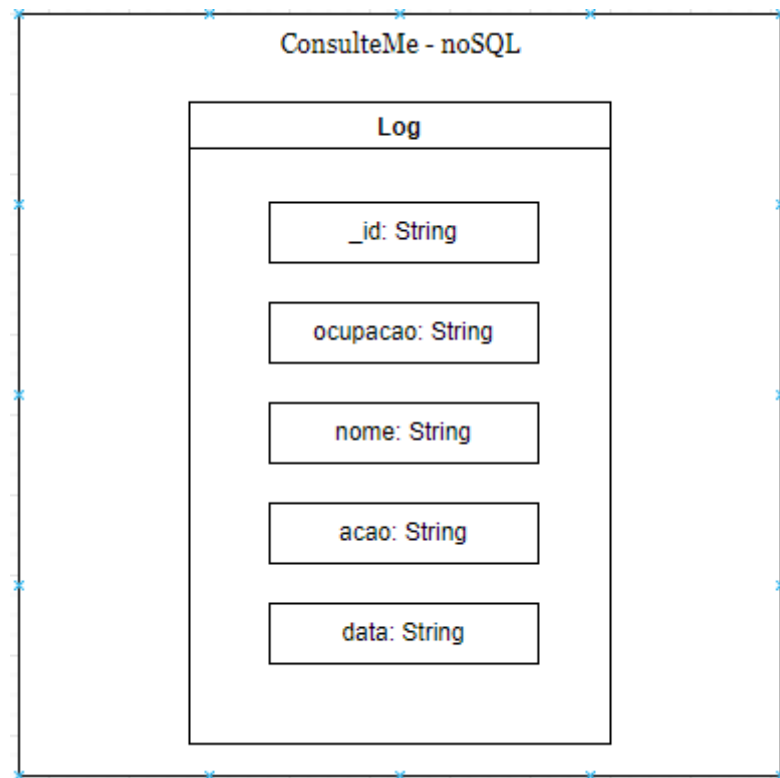 ConsulteMe - noSQL
Log
_id: String
ocupacao: String
nome: String
acao: String
data: String